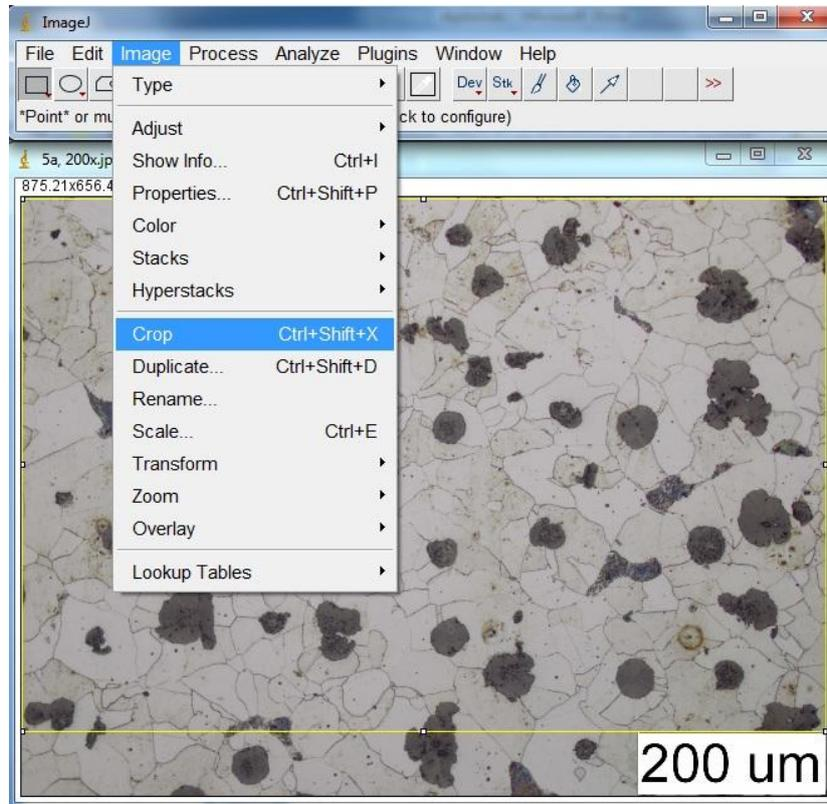 ImageJ
File Edit Image Process Analyze Plugins Window Help
Dev Stk >>
*Point* or mu ck to configure)
5a, 200x.jp
875.21x656.4
Type
Adjust
Show Info... Ctrl+I
Properties... Ctrl+Shift+P
Color
Stacks
Hyperstacks
Crop Ctrl+Shift+X
Duplicate... Ctrl+Shift+D
Rename...
Scale... Ctrl+E
Transform
Zoom
Overlay
Lookup Tables
200 um